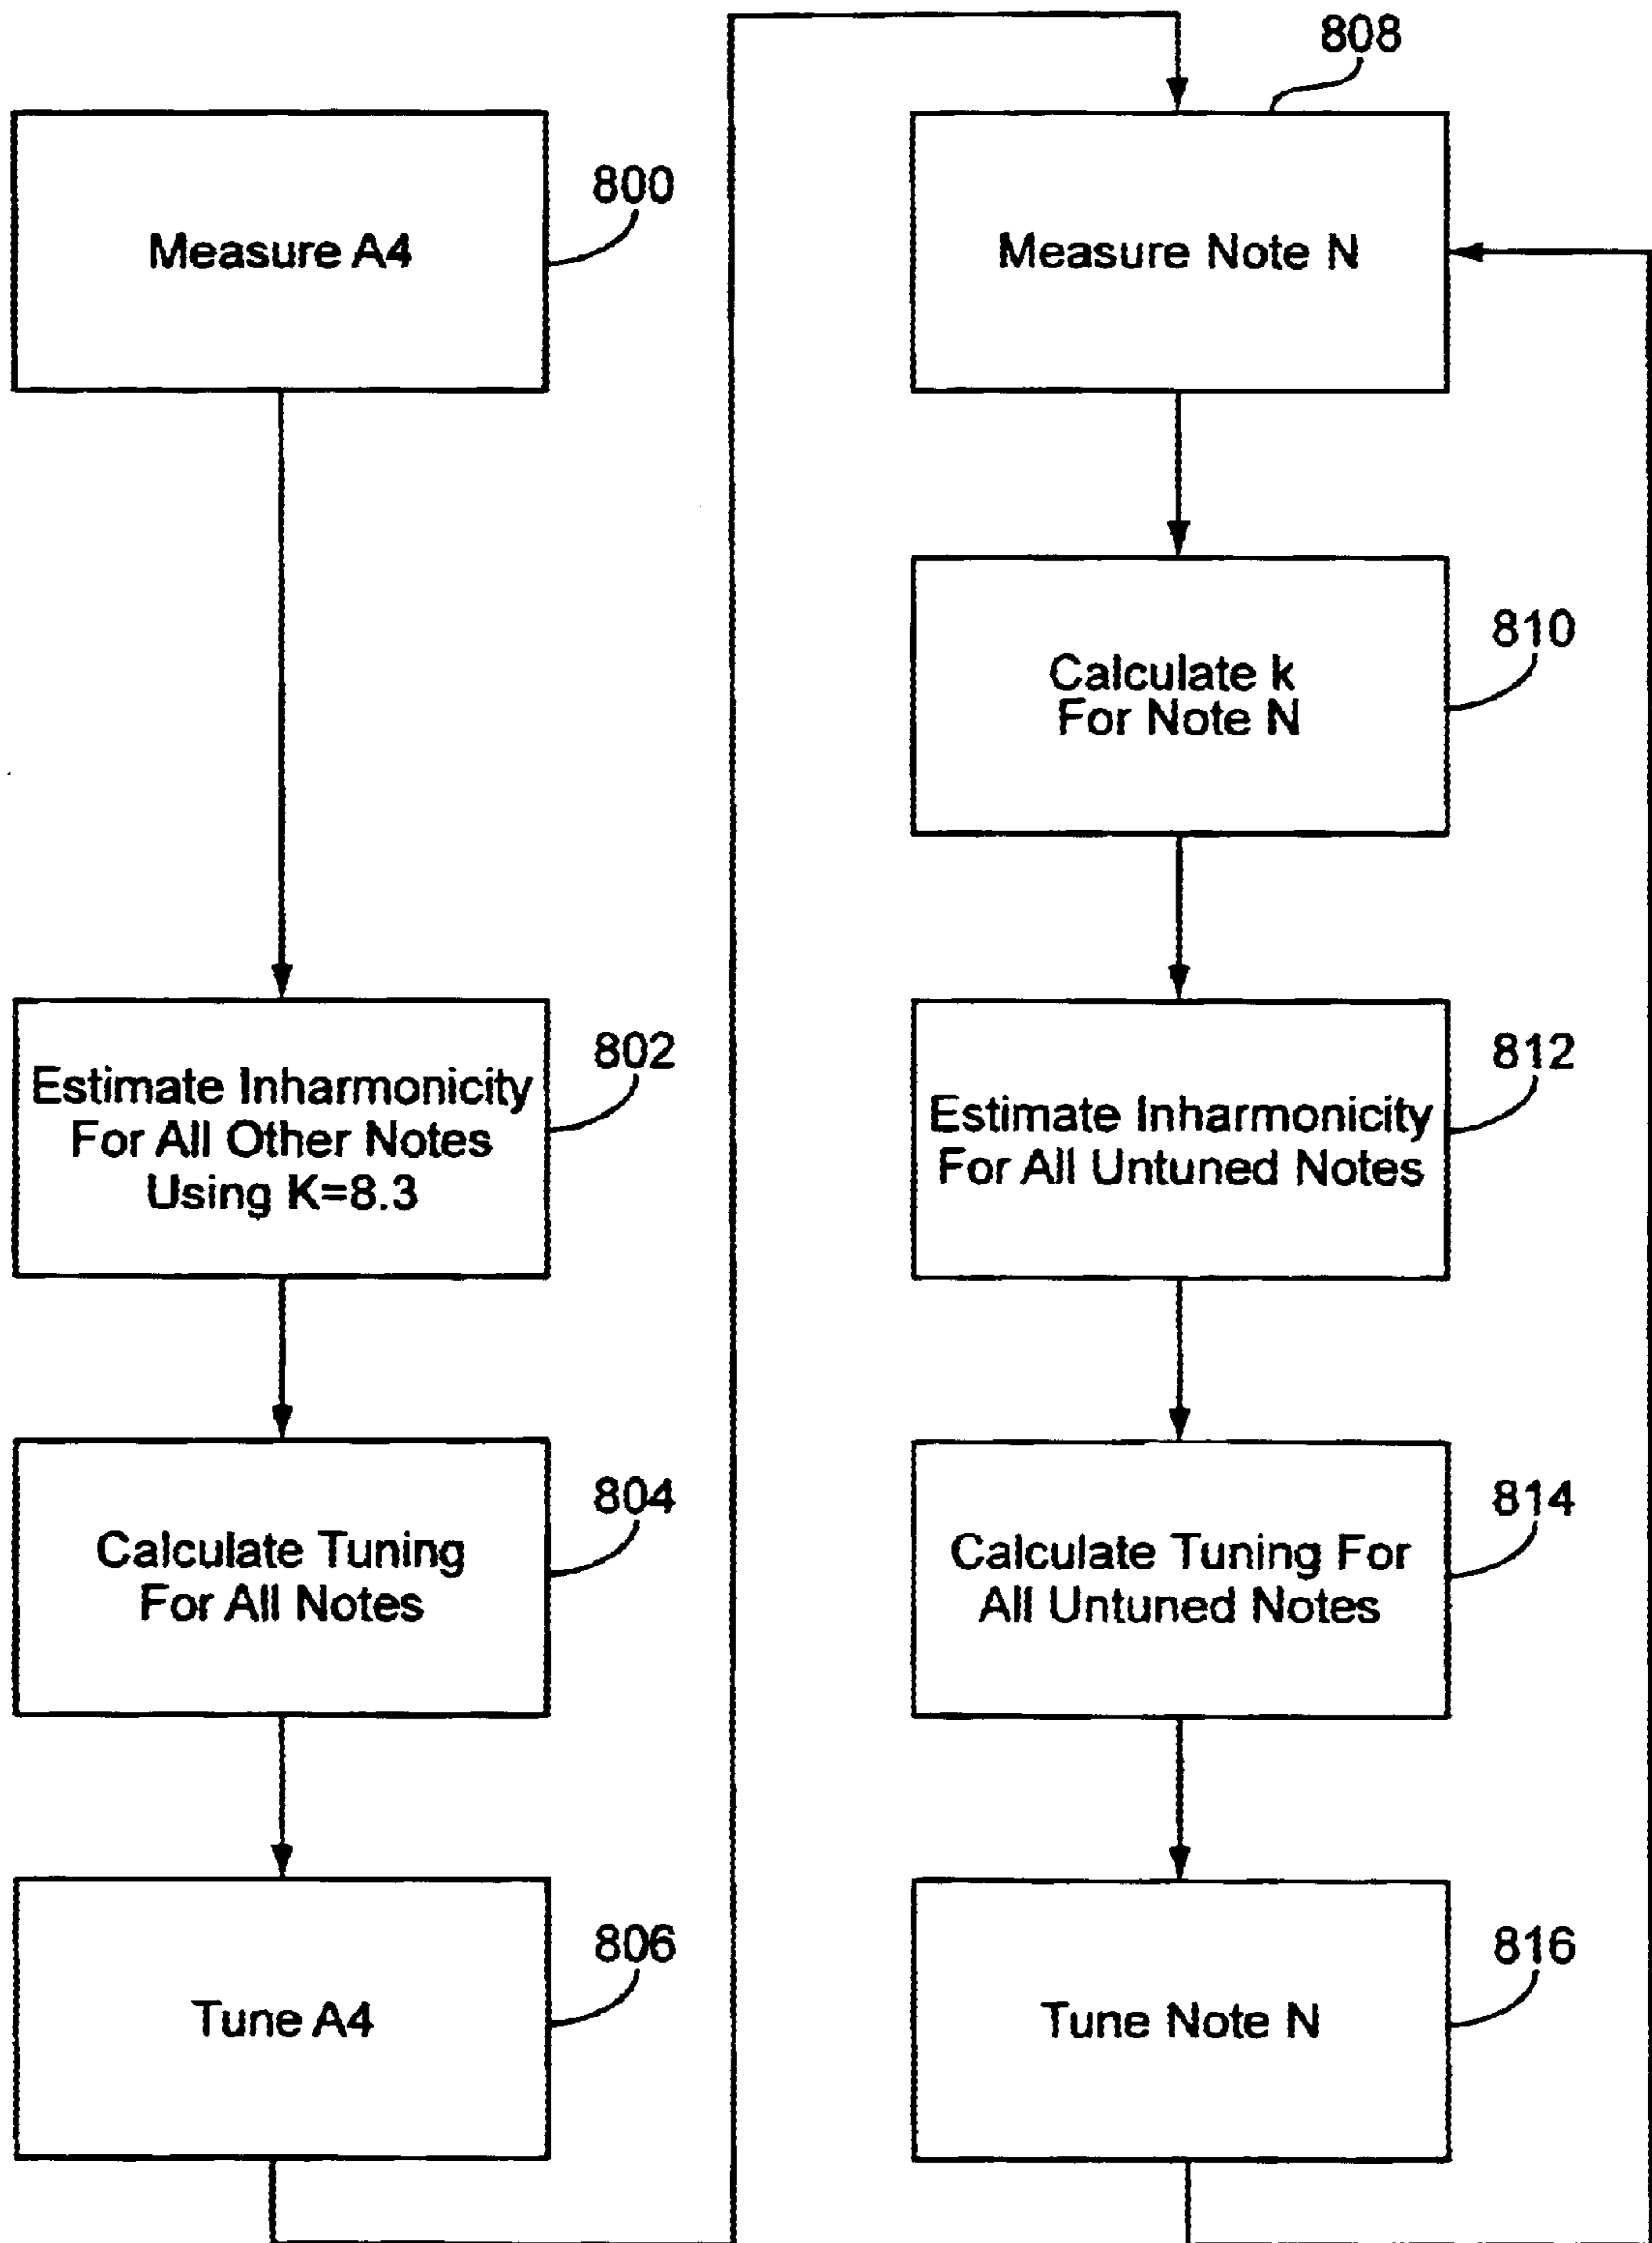 Measure A4
800
Estimate Inharmonicity
For All Other Notes
Using K=8.3
802
Calculate Tuning
For All Notes
804
Tune A4
806
808
Measure Note N
Calculate k
For Note N
810
Estimate Inharmonicity
For All Untuned Notes
812
Calculate Tuning For
All Untuned Notes
814
Tune Note N
816